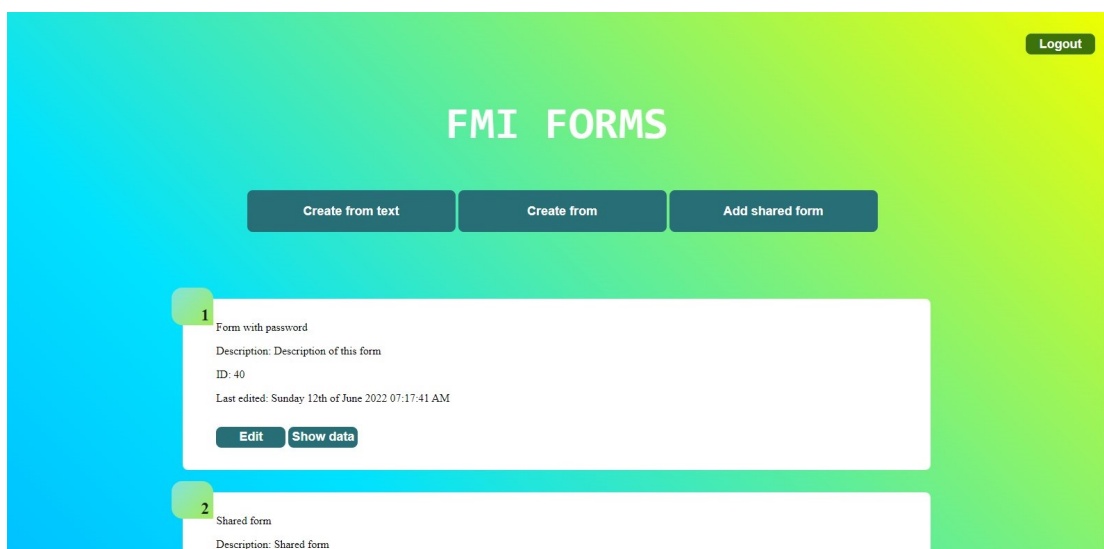 Logout
FMI FORMS
Create from text Create from Add shared form
1
Form with password
Description: Description of this form
ID: 40
Last edited: Sunday 12th of June 2022 07:17:41 AM
Edit Show data
2
Shared form
Description: Shared form